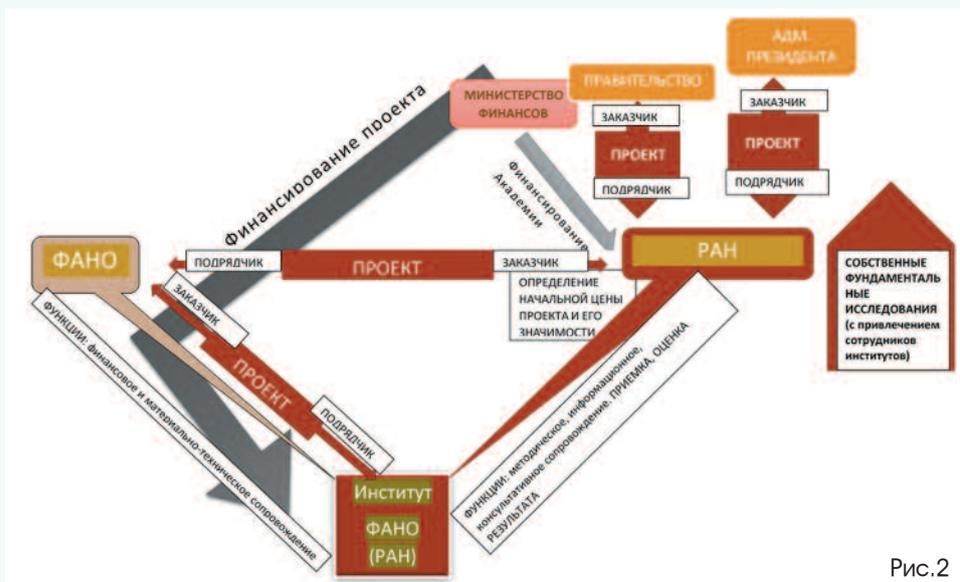 АДМ.
ПРЕЗИДЕНТА
ПРАВИТЕЛЬСТВО
МИНИСТЕРСТВО
ФИНАНСОВ
ЗАКАЗЧИК
ПРОЕКТ
ПОДРЯДЧИК
ЗАКАЗЧИК
ПРОЕКТ
ПОДРЯДЧИК
Финансирование проекта
Финансирование
Академии
ФАНО
ПОДРЯДЧИК
ПРОЕКТ
ЗАКАЗЧИК
РАН
ОПРЕДЕЛЕНИЕ
НАЧАЛЬНОЙ ЦЕНЫ
ПРОЕКТА И ЕГО
ЗНАЧИМОСТИ
СОБСТВЕННЫЕ
ФУНДАМЕНТАЛЬ
НЫЕ
ИССЛЕДОВАНИЯ
(с привлечением
сотрудников
институтов)
ЗАКАЗЧИК
ПРОЕКТ
ПОДРЯДЧИК
ФУНКЦИИ: финансовое и материально-техническое сопровождение
ФУНКЦИИ: методическое, информационное,
консультативное сопровождение. ПРИЕМКА, ОЦЕНКА
РЕЗУЛЬТАТА
Институт
ФАНО
(РАН)
Рис.2